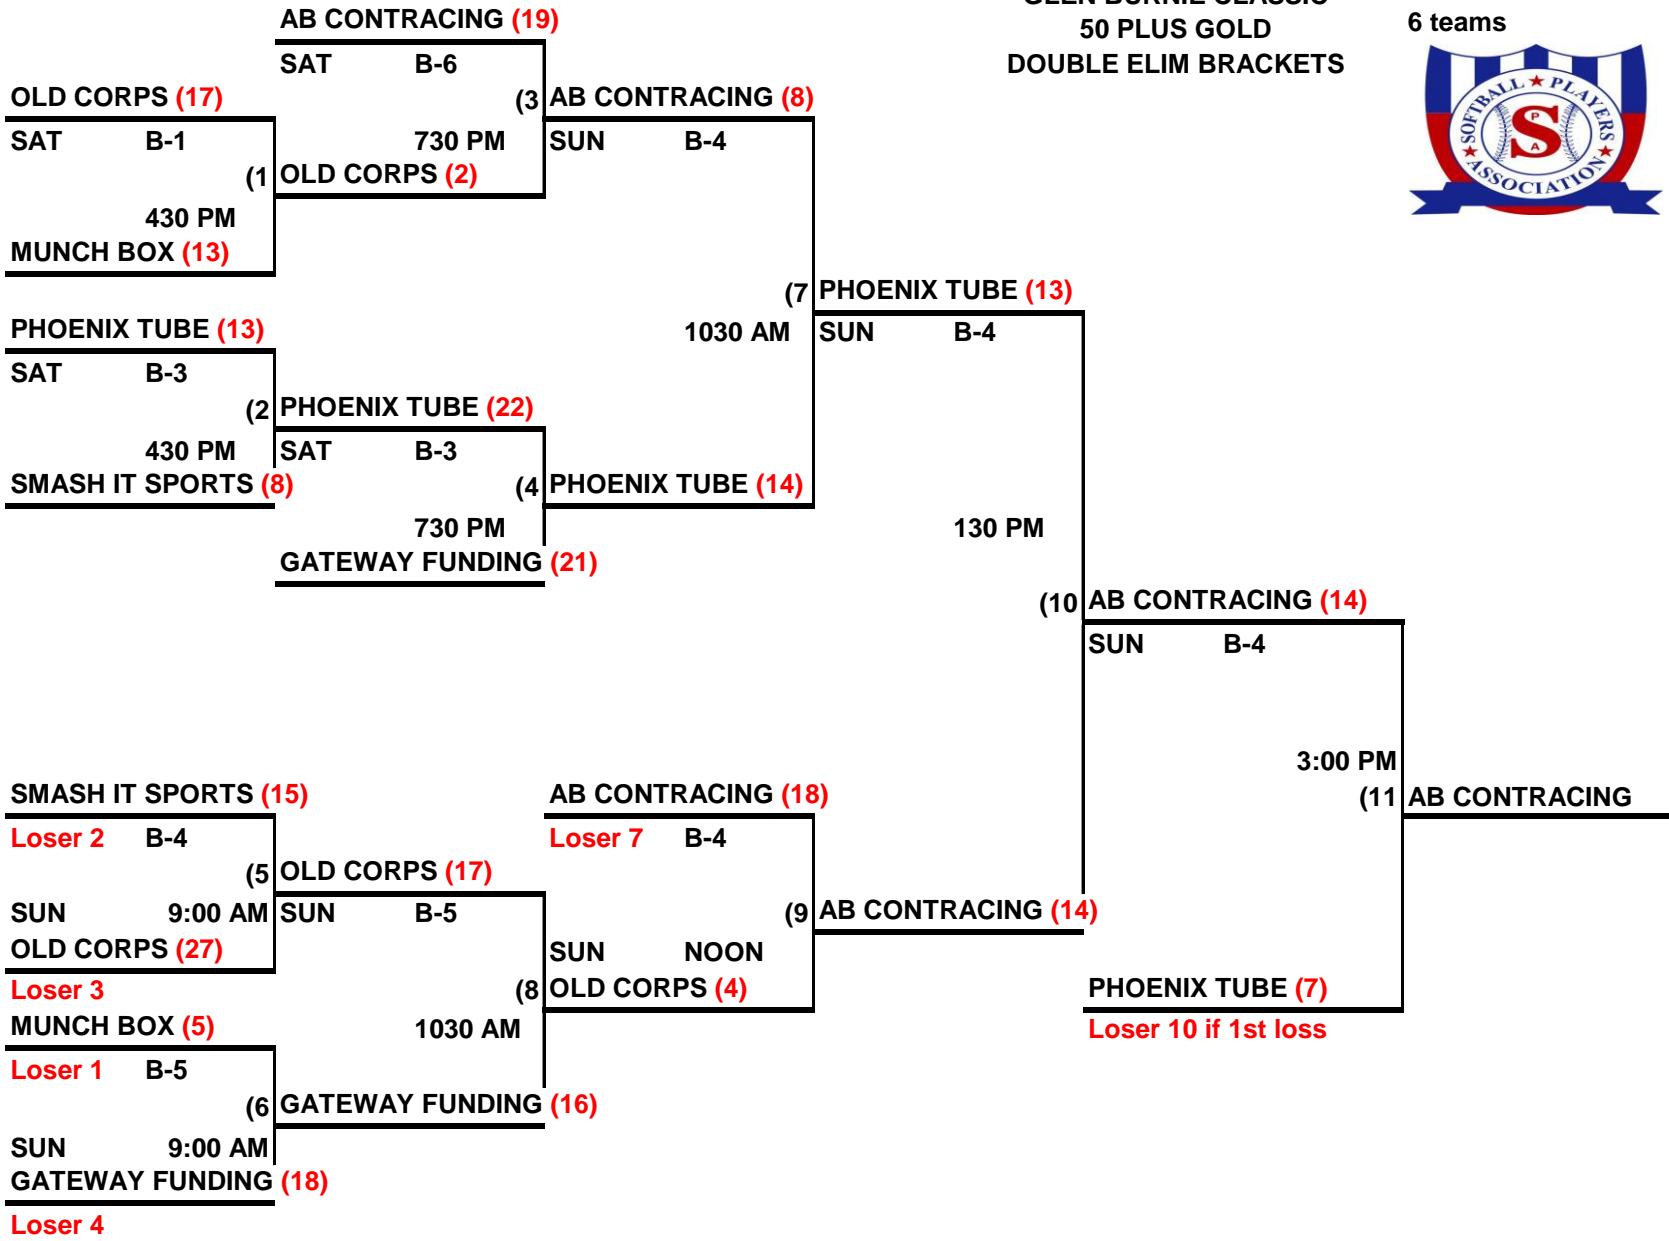 GLEN BURNIE CLASSIC
50 PLUS GOLD
DOUBLE ELIM BRACKETS
6 teams
SOFTBALL ★ PLAYERS
★ ASSOCIATION ★
S
P
A
AB CONTRACING (19)
SAT B-6
(3 AB CONTRACING (8)
OLD CORPS (17)
SAT B-1
730 PM
SUN B-4
(1 OLD CORPS (2)
430 PM
MUNCH BOX (13)
(7 PHOENIX TUBE (13)
PHOENIX TUBE (13)
1030 AM
SUN B-4
SAT B-3
(2 PHOENIX TUBE (22)
430 PM
SAT B-3
SMASH IT SPORTS (8)
(4 PHOENIX TUBE (14)
730 PM
130 PM
GATEWAY FUNDING (21)
(10 AB CONTRACING (14)
SUN B-4
3:00 PM
(11 AB CONTRACING
SMASH IT SPORTS (15)
AB CONTRACING (18)
Loser 2 B-4
Loser 7 B-4
(5 OLD CORPS (17)
SUN 9:00 AM
SUN B-5
(9 AB CONTRACING (14)
OLD CORPS (27)
SUN NOON
Loser 3
(8 OLD CORPS (4)
PHOENIX TUBE (7)
MUNCH BOX (5)
1030 AM
Loser 10 if 1st loss
Loser 1 B-5
(6 GATEWAY FUNDING (16)
SUN 9:00 AM
GATEWAY FUNDING (18)
Loser 4